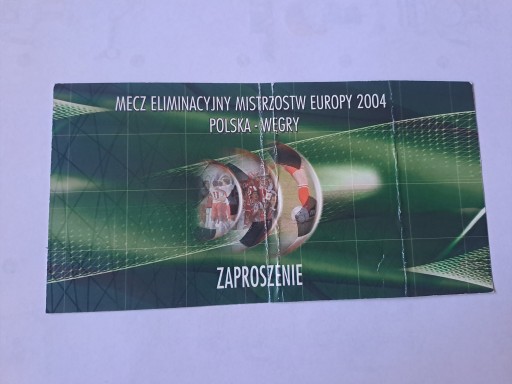 MECZ ELIMINACYJNY MISTRZOSTW EUROPY 2004
POLSKA - WĘGRY
ZAPROSZENIE